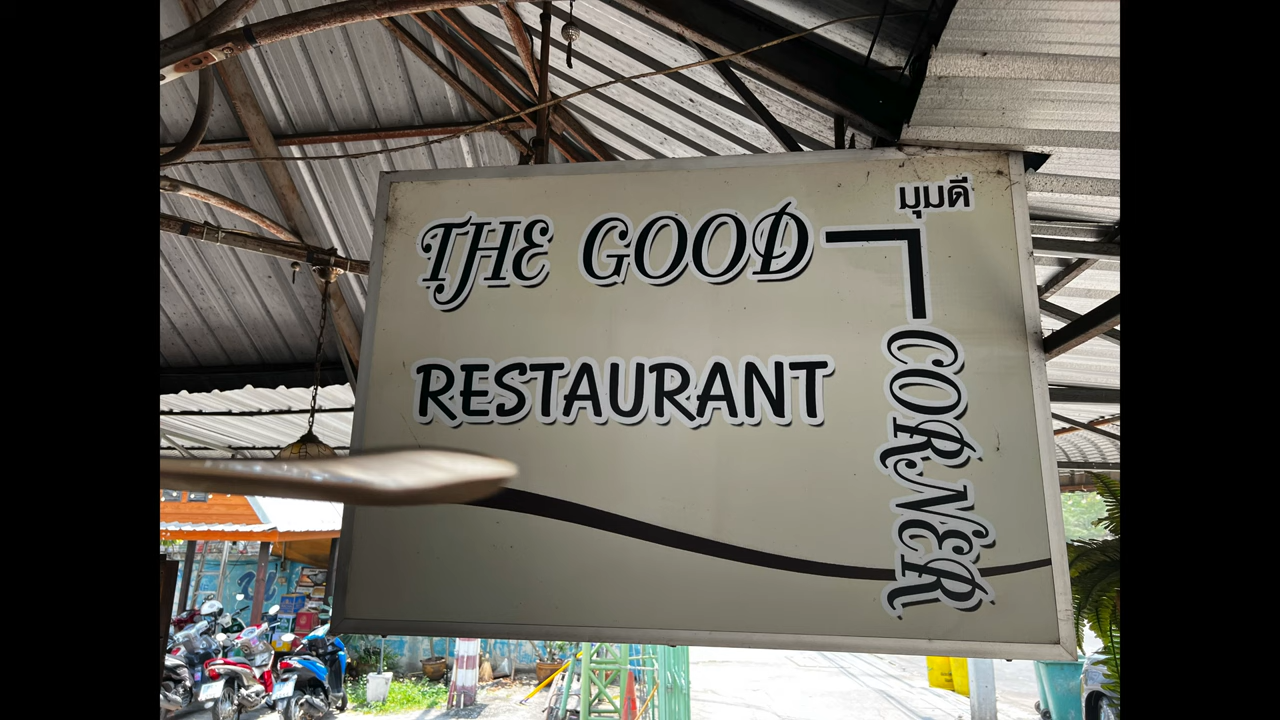 มุมดี
THE GOOD
CORNER
RESTAURANT